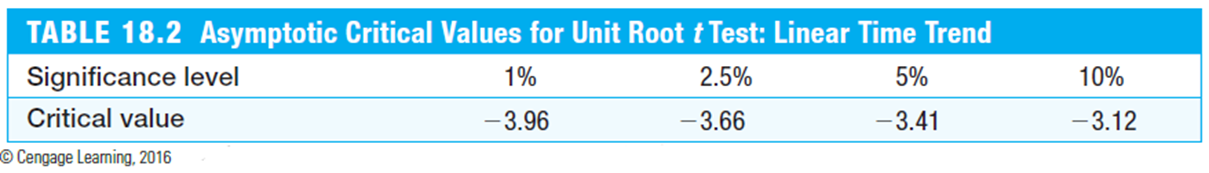 TABLE 18.2 Asymptotic Critical Values for Unit Root t Test: Linear Time Trend
Significance level 1% 2.5% 5% 10%
Critical value −3.96 −3.66 −3.41 −3.12
© Cengage Learning, 2016